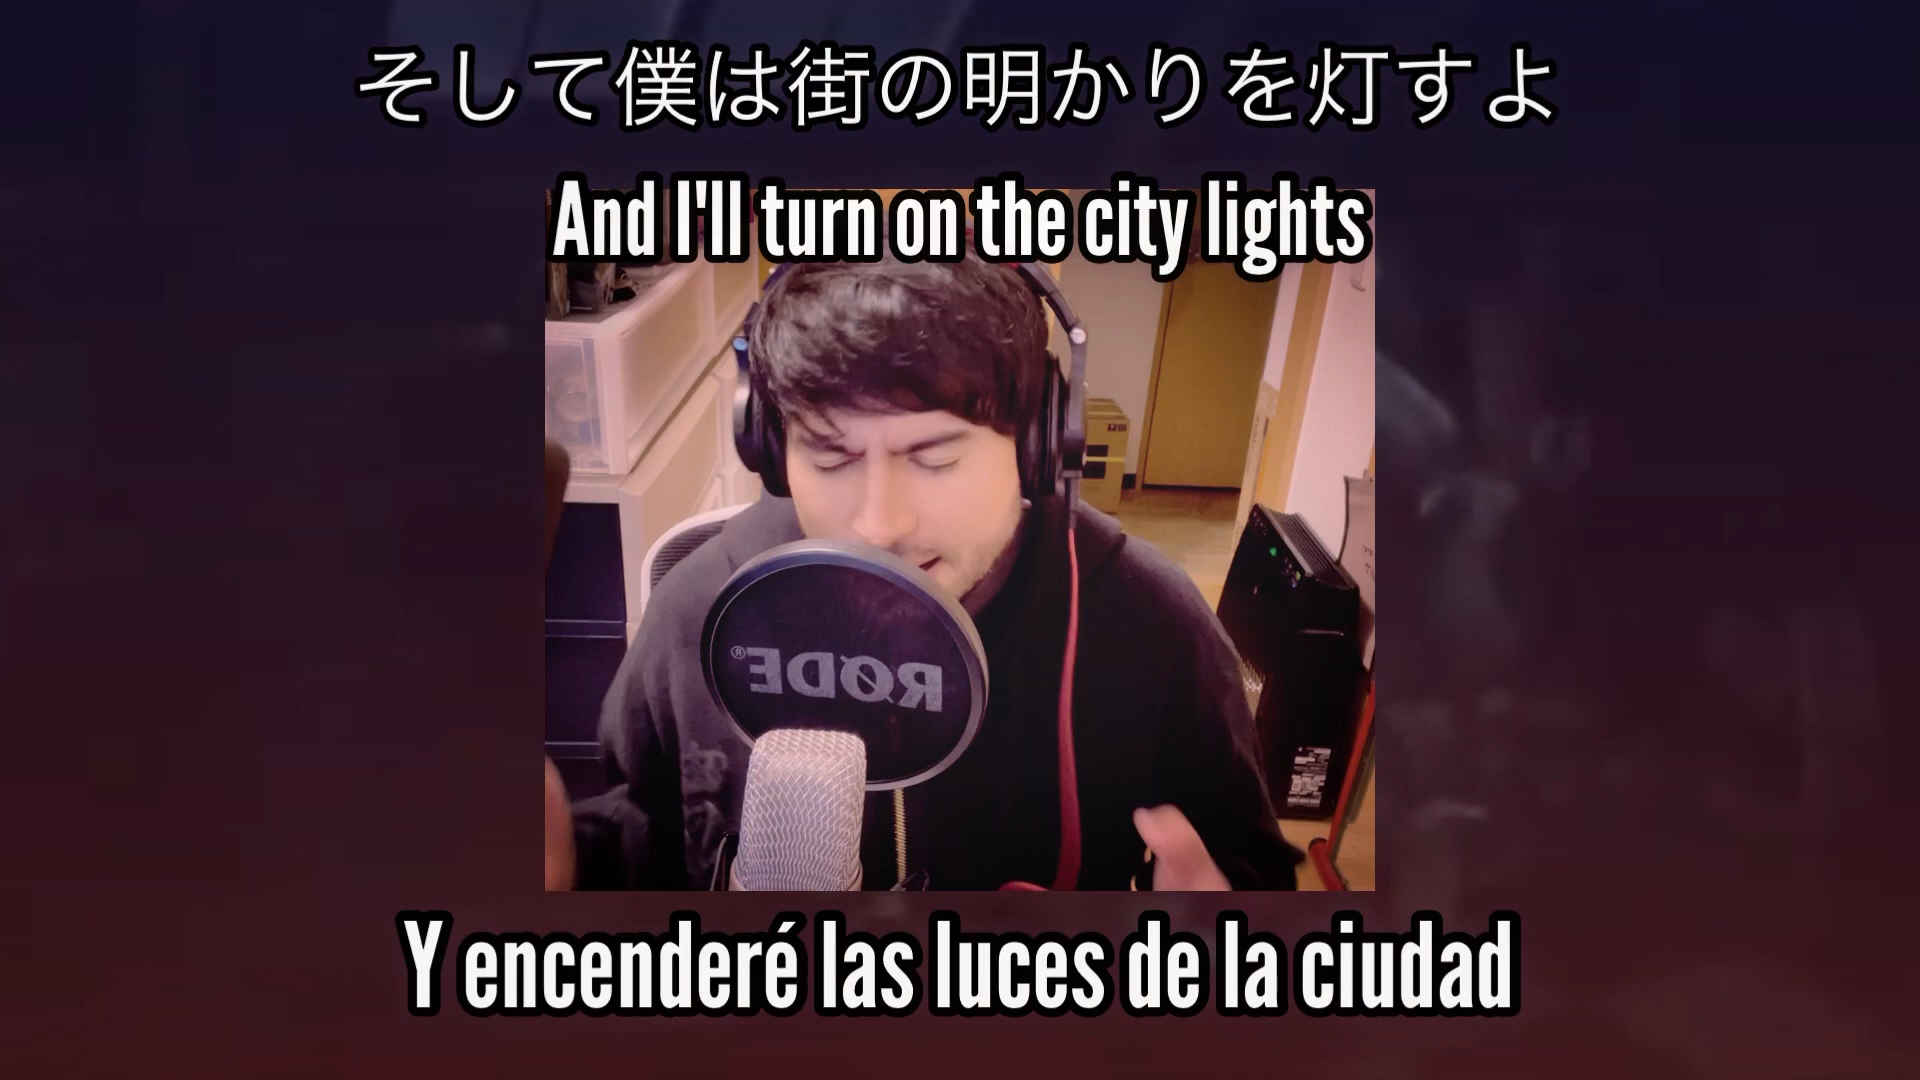 そして僕は街の明かりを灯すよ
And I'll turn on the city lights
RØDE®
Y encenderé las luces de la ciudad